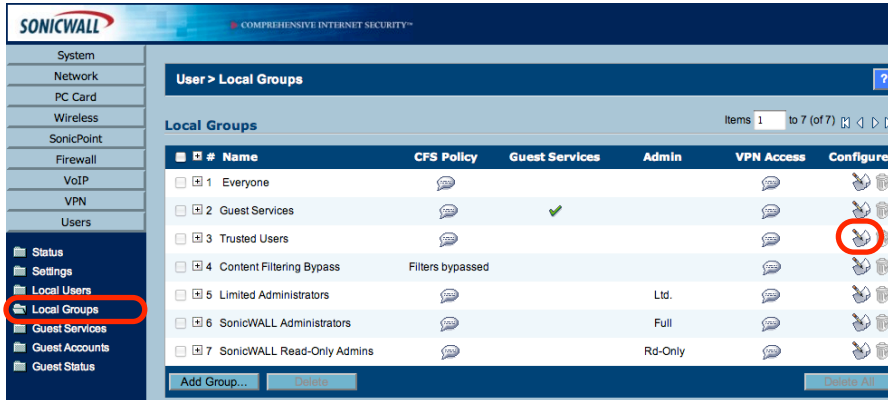 SONICWALL COMPREHENSIVE INTERNET SECURITY™
System
Network
PC Card
Wireless
SonicPoint
Firewall
VoIP
VPN
Users
Status
Settings
Local Users
Local Groups
Guest Services
Guest Accounts
Guest Status
User > Local Groups ?
Local Groups Items 1 to 7 (of 7)
# Name CFS Policy Guest Services Admin VPN Access Configure
1 Everyone
2 Guest Services
3 Trusted Users
4 Content Filtering Bypass Filters bypassed
5 Limited Administrators Ltd.
6 SonicWALL Administrators Full
7 SonicWALL Read-Only Admins Rd-Only
Add Group... Delete Delete All